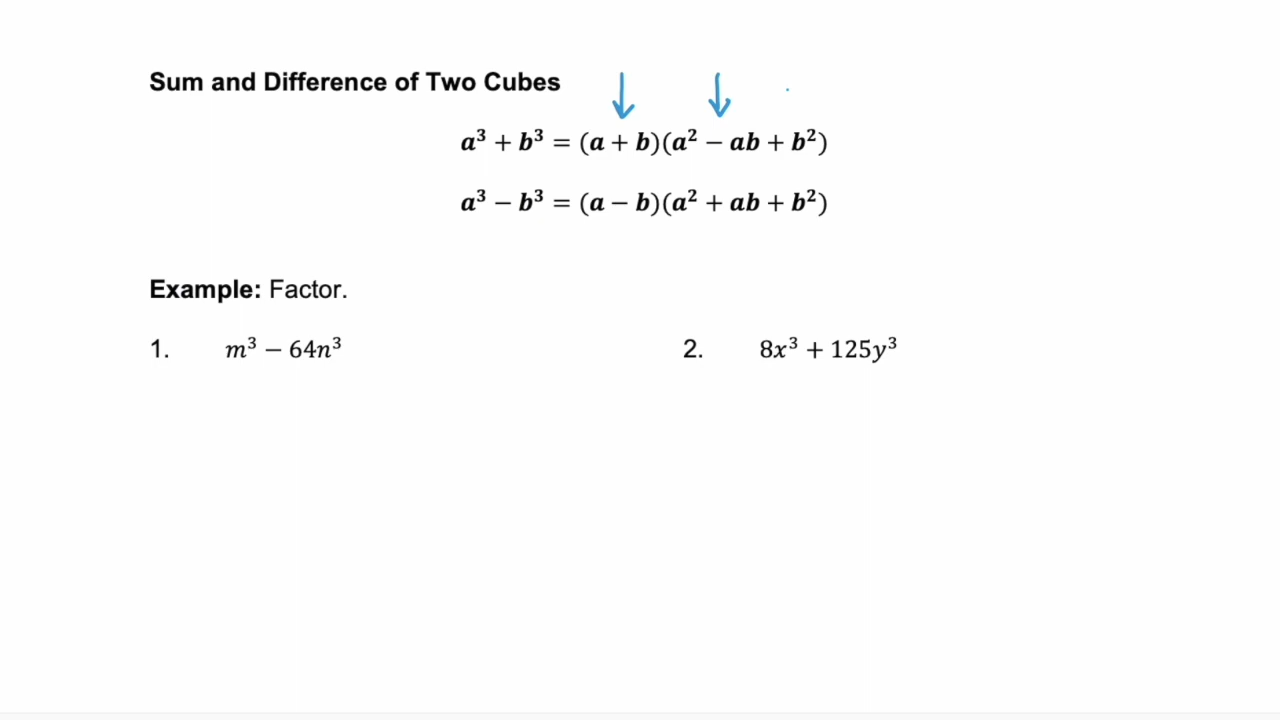 Sum and Difference of Two Cubes
a³ + b³ = (a + b)(a² − ab + b²)
a³ − b³ = (a − b)(a² + ab + b²)
Example: Factor.
1. m³ − 64n³
2. 8x³ + 125y³